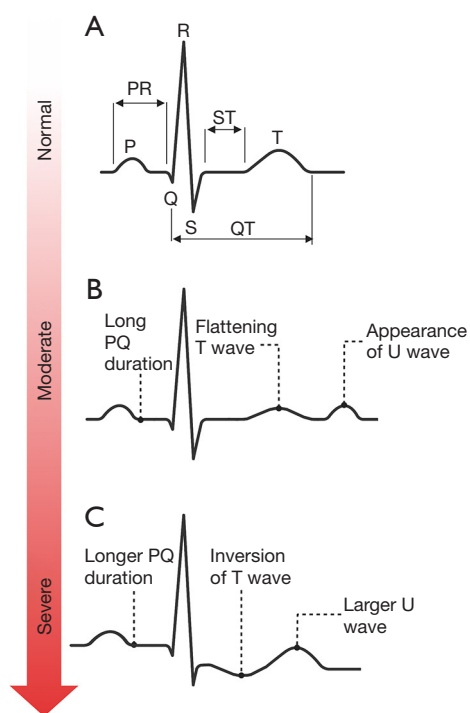 A
R
PR
ST
P
T
Q
S
QT
Normal
B
Long
PQ
duration
Flattening
T wave
Appearance
of U wave
Moderate
C
Longer PQ
duration
Inversion
of T wave
Larger U
wave
Severe